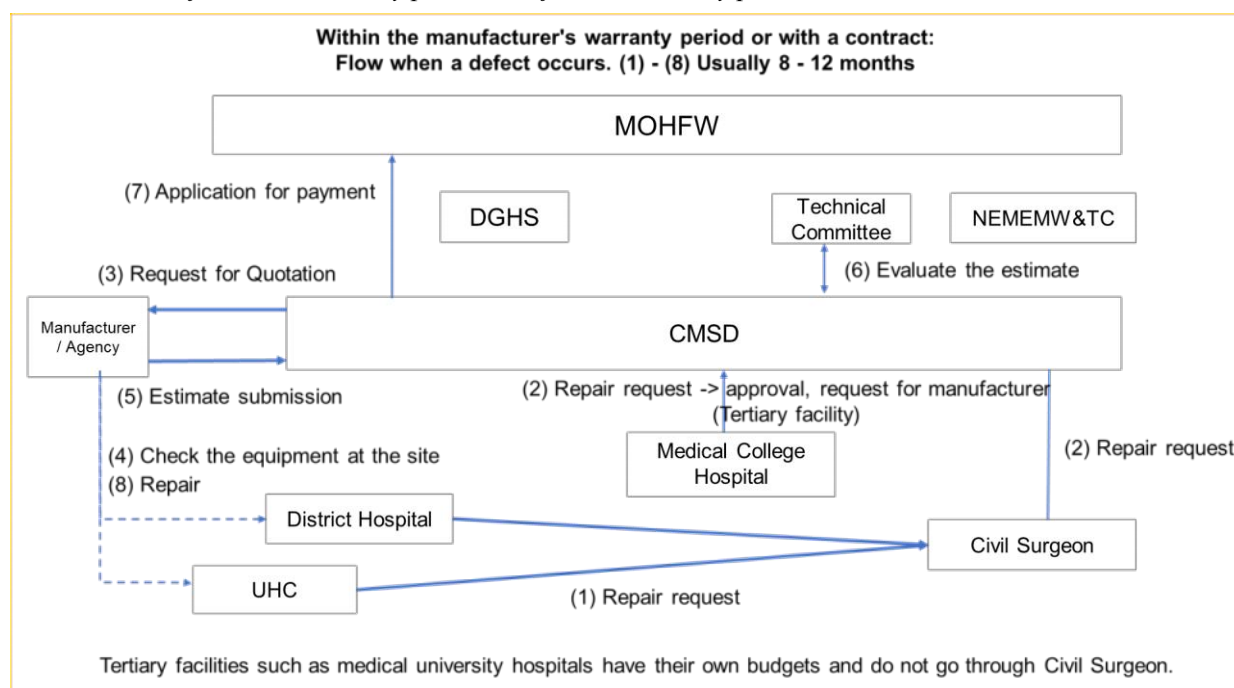 Within the manufacturer's warranty period or with a contract:
Flow when a defect occurs. (1) - (8) Usually 8 - 12 months
MOHFW
(7) Application for payment
DGHS
Technical
Committee
NEMEMW&TC
(3) Request for Quotation
(6) Evaluate the estimate
Manufacturer
/ Agency
CMSD
(5) Estimate submission
(2) Repair request -> approval, request for manufacturer
(Tertiary facility)
(2) Repair request
Medical College
Hospital
(4) Check the equipment at the site
(8) Repair
District Hospital
Civil Surgeon
UHC
(1) Repair request
Tertiary facilities such as medical university hospitals have their own budgets and do not go through Civil Surgeon.